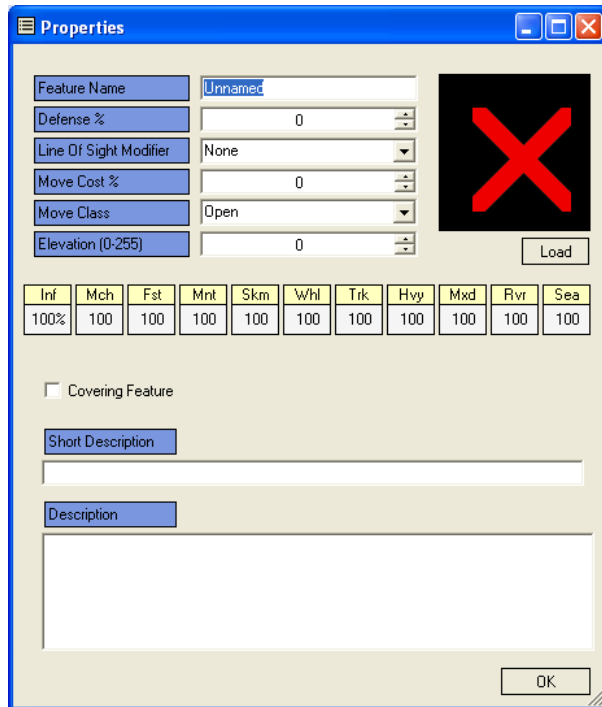 Properties
Feature Name Unnamed
Defense % 0
Line Of Sight Modifier None
Move Cost % 0
Move Class Open
Elevation (0-255) 0
Load
Inf Mch Fst Mnt Skm Whl Trk Hvy Mxd Rvr Sea
100% 100 100 100 100 100 100 100 100 100 100
Covering Feature
Short Description
Description
OK